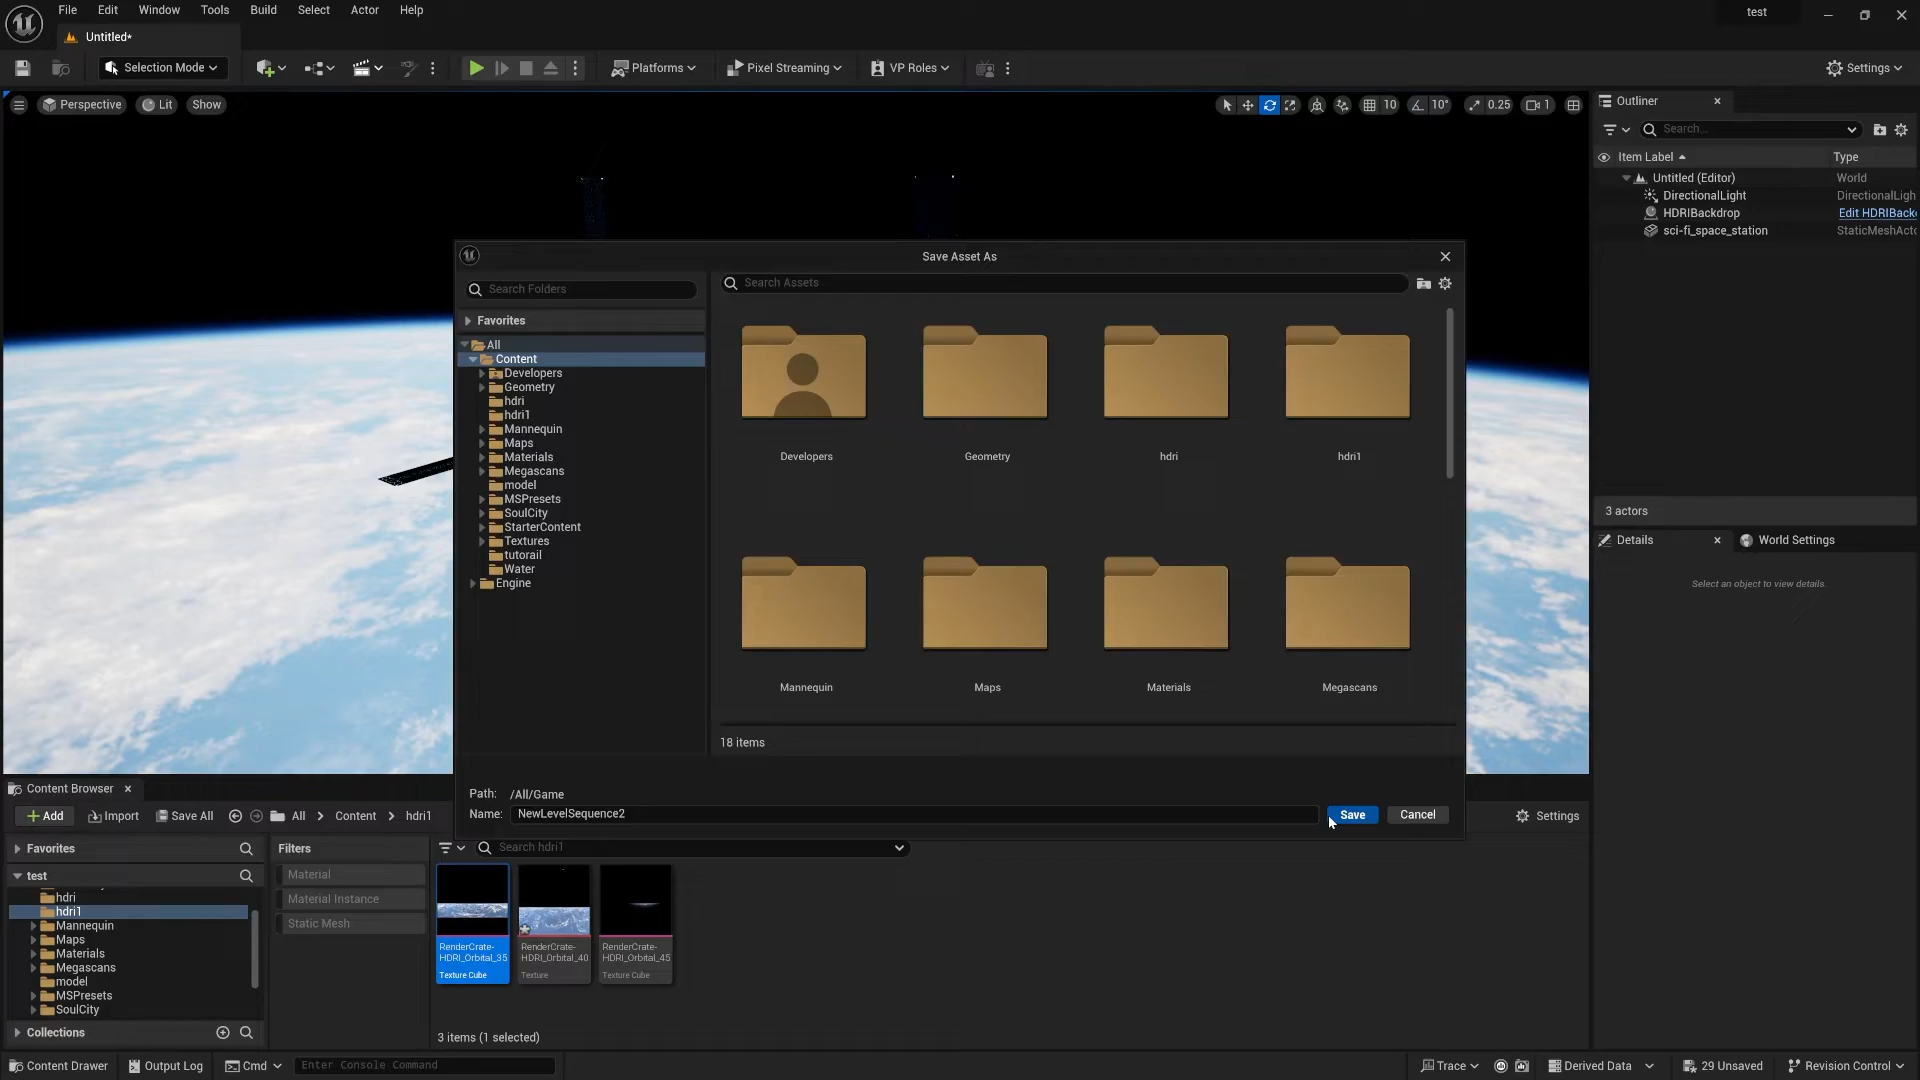 File Edit Window Tools Build Select Actor Help
test
Untitled*
Selection Mode
Platforms
Pixel Streaming
VP Roles
Settings
Perspective
Lit
Show
10
10°
0.25
1
Outliner
Search...
Item Label
Type
Untitled (Editor)
World
DirectionalLight
DirectionalLigh
HDRIBackdrop
Edit HDRIBack
sci-fi_space_station
StaticMeshActo
3 actors
Details
World Settings
Select an object to view details.
Save Asset As
Search Folders
Search Assets
Favorites
All
Content
Developers
Geometry
hdri
hdri1
Mannequin
Maps
Materials
Megascans
model
MSPresets
SoulCity
StarterContent
Textures
tutorail
Water
Engine
Developers
Geometry
hdri
hdri1
Mannequin
Maps
Materials
Megascans
18 items
Path: /All/Game
Name: NewLevelSequence2
Save
Cancel
Content Browser
Add
Import
Save All
All
Content
hdri1
Settings
Favorites
test
hdri
hdri1
Mannequin
Maps
Materials
Megascans
model
MSPresets
SoulCity
Collections
Filters
Material
Material Instance
Static Mesh
Search hdri1
RenderCrate-
HDRI_Orbital_35
Texture Cube
RenderCrate-
HDRI_Orbital_40
Texture
RenderCrate-
HDRI_Orbital_45
Texture Cube
3 items (1 selected)
Content Drawer
Output Log
Cmd
Enter Console Command
Trace
Derived Data
29 Unsaved
Revision Control